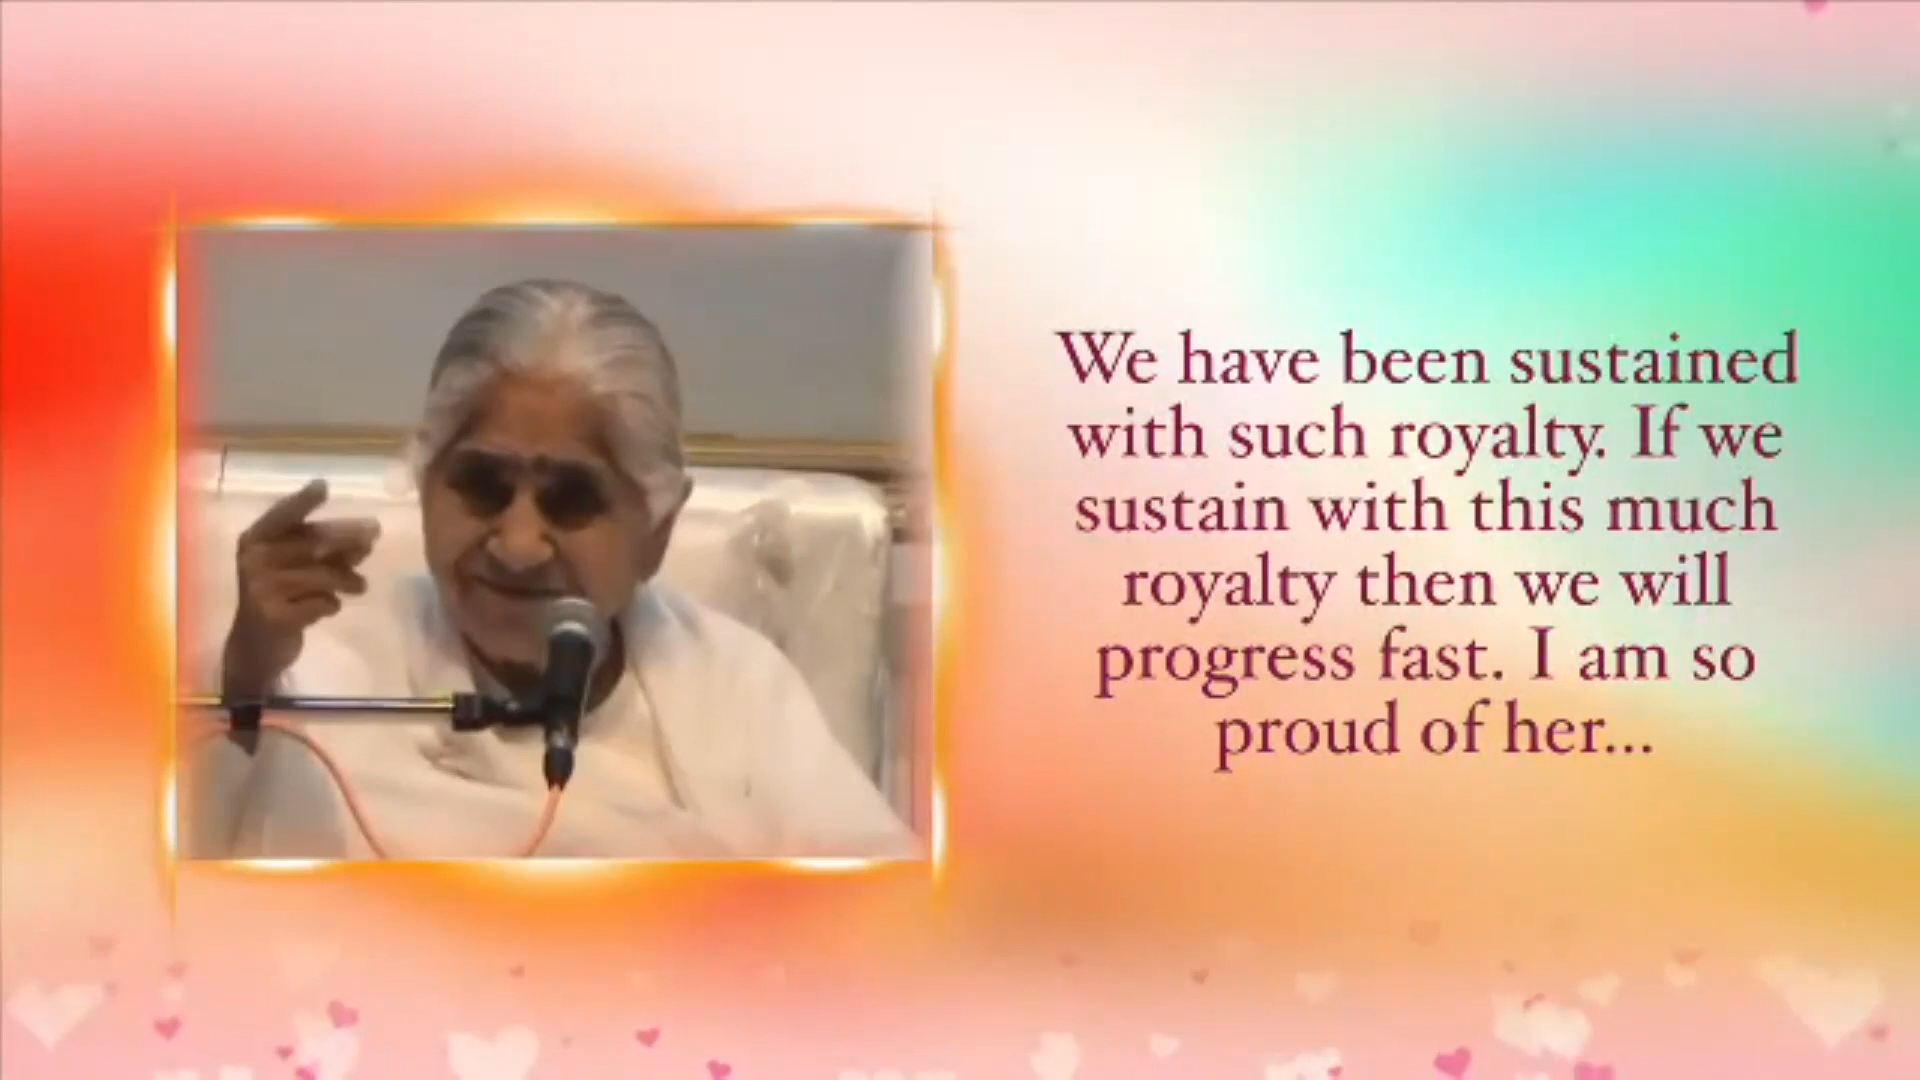 We have been sustained
with such royalty. If we
sustain with this much
royalty then we will
progress fast. I am so
proud of her...